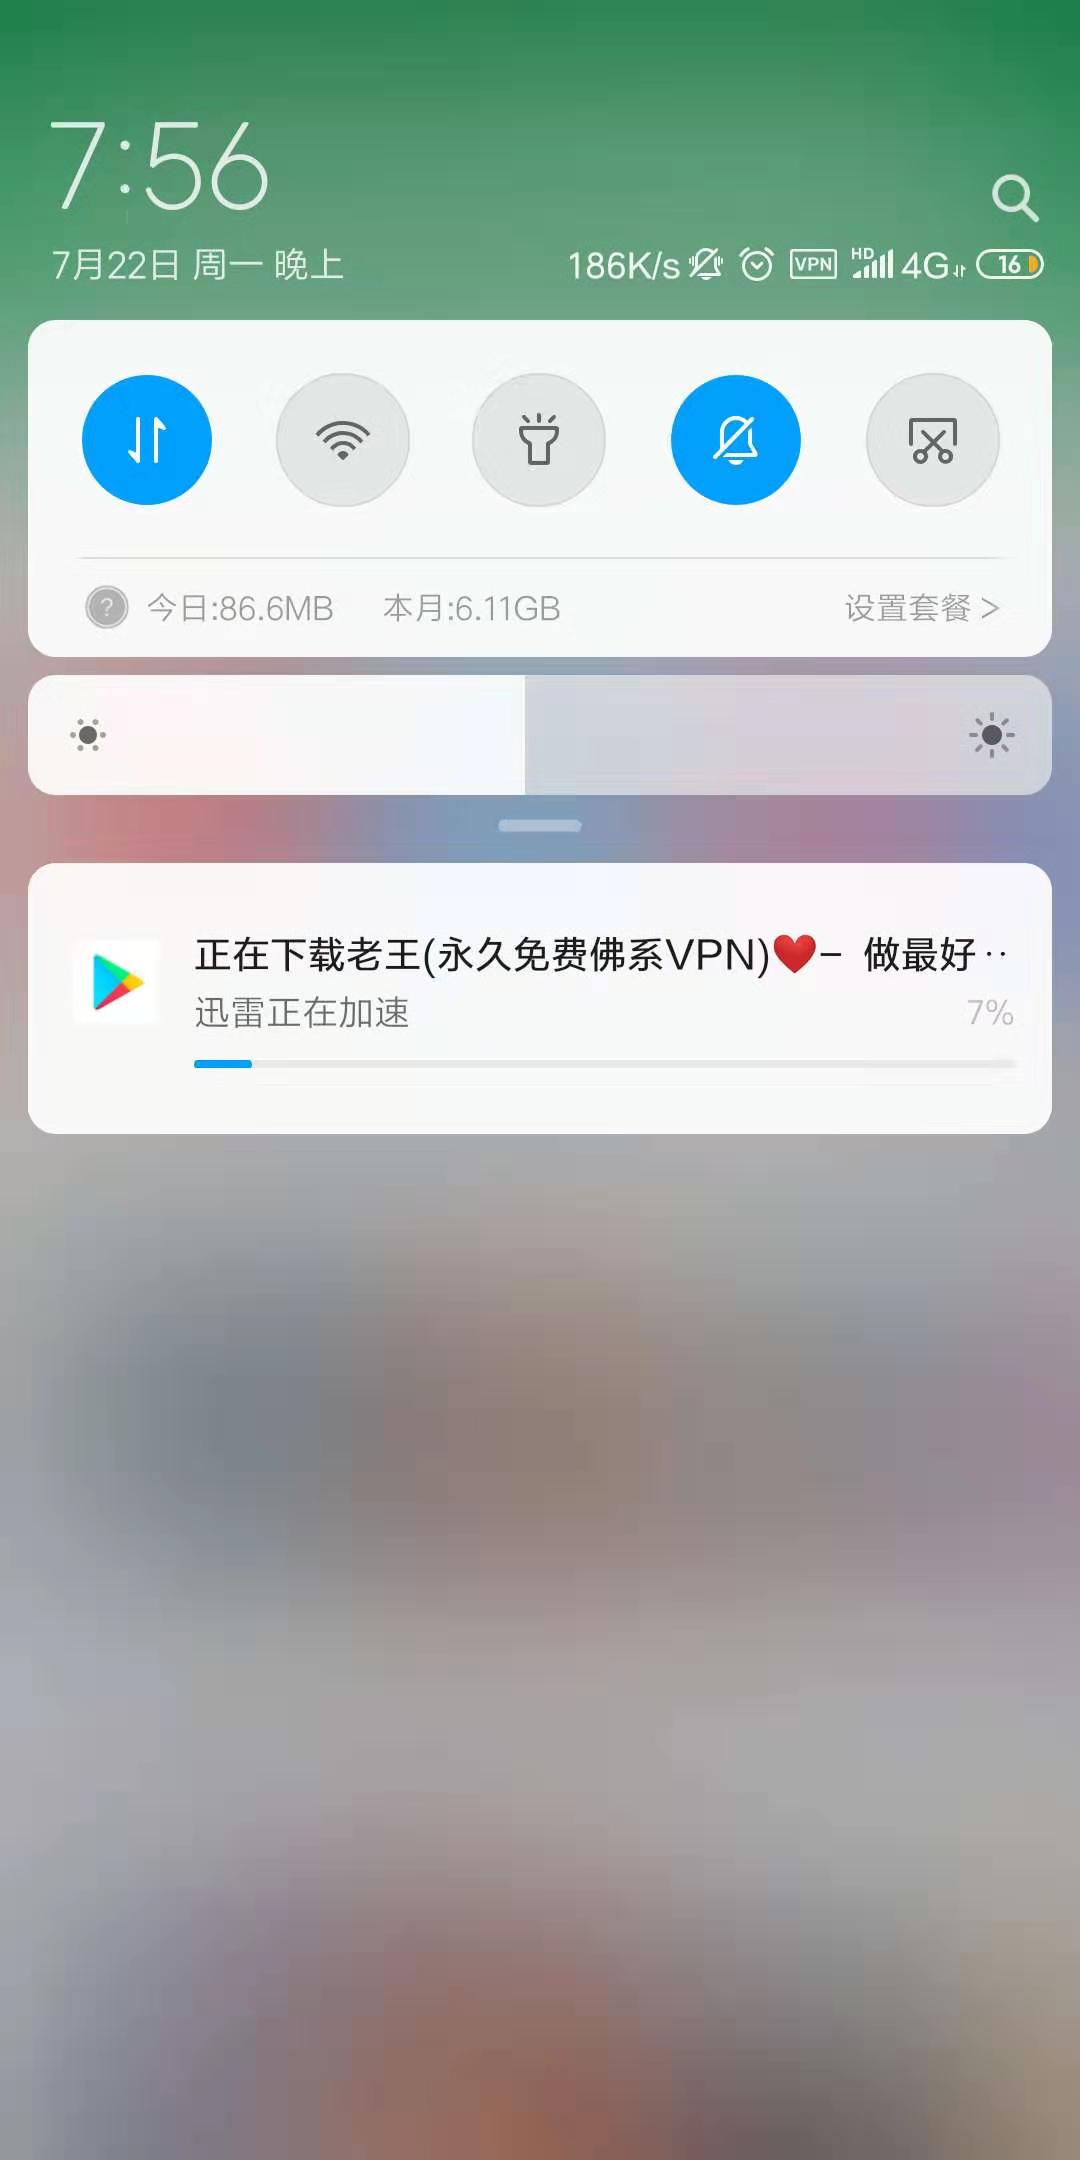 7:56
7月22日 周一 晚上
186K/s VPN HD 4G 16
今日:86.6MB 本月:6.11GB 设置套餐 >
正在下载老王(永久免费佛系VPN)❤️– 做最好··
迅雷正在加速 7%